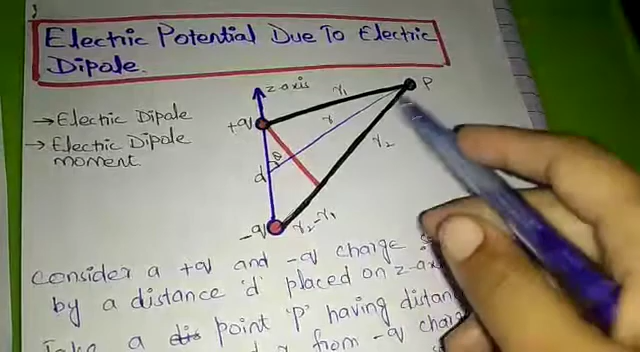 Electric Potential Due To Electric
Dipole.
z-axis
r₁
P
→ Electric Dipole
+q
r
→ Electric Dipole
moment
θ
r₂
d
-q
r₂-r₁
Consider a +q and -q charge
by a distance 'd' placed on z-axis
Take a point 'P' having distan
from -q char